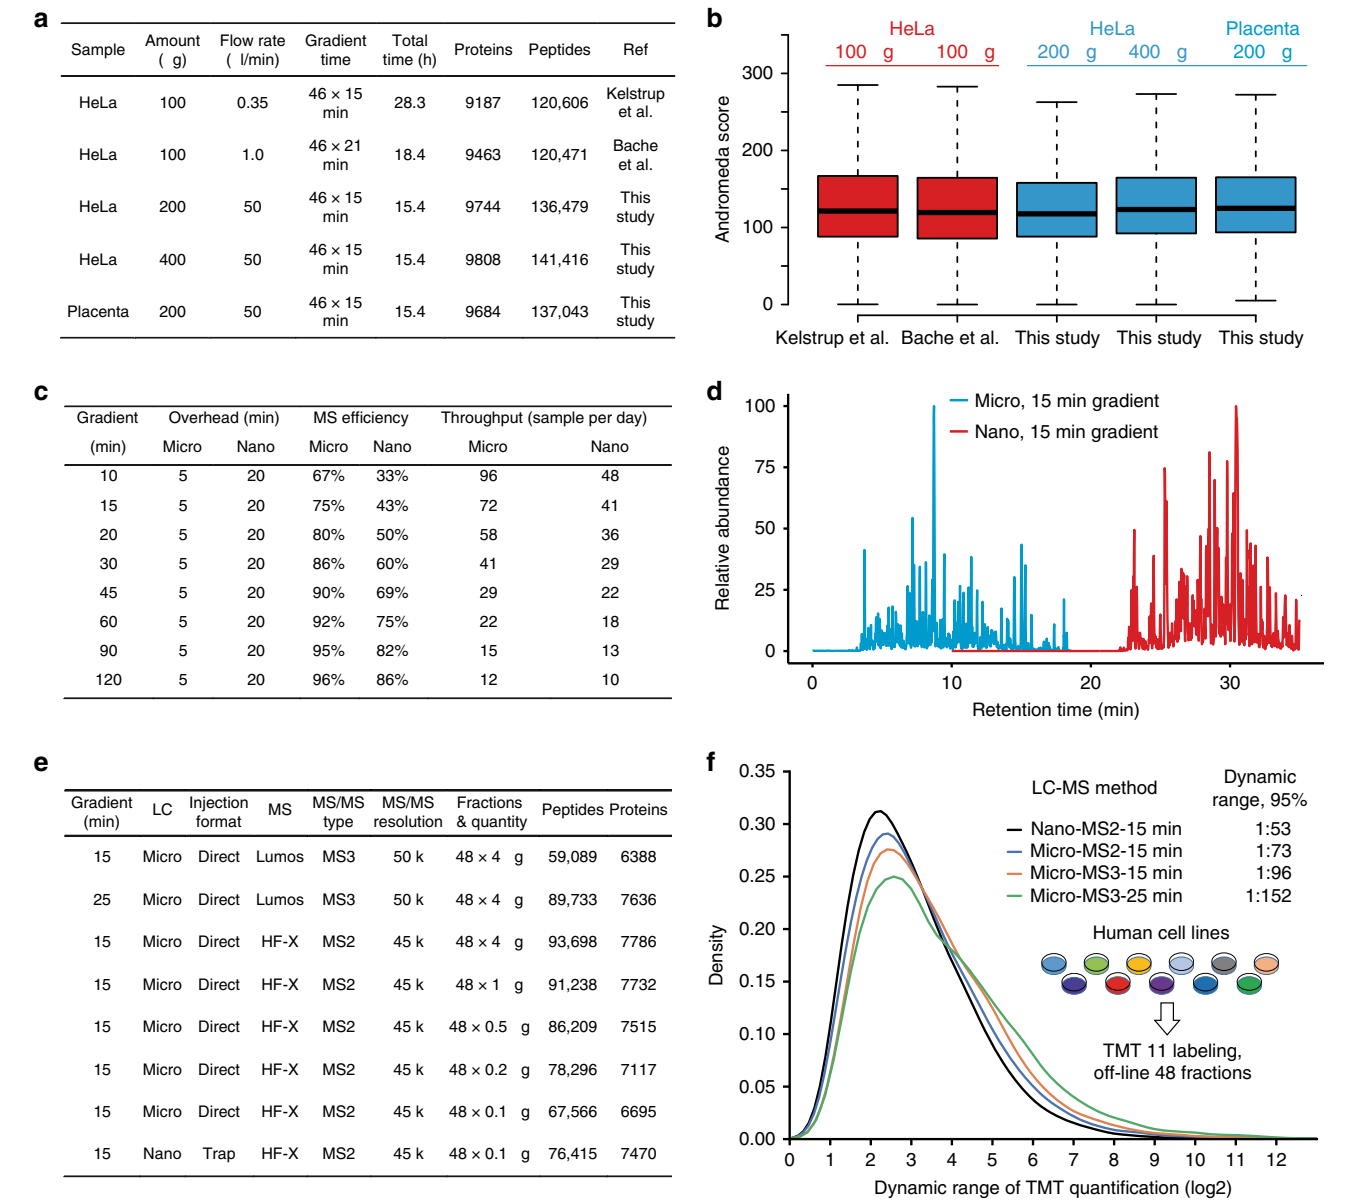 a
Sample Amount ( g) Flow rate ( l/min) Gradient time Total time (h) Proteins Peptides Ref
HeLa 100 0.35 46 × 15 min 28.3 9187 120,606 Kelstrup et al.
HeLa 100 1.0 46 × 21 min 18.4 9463 120,471 Bache et al.
HeLa 200 50 46 × 15 min 15.4 9744 136,479 This study
HeLa 400 50 46 × 15 min 15.4 9808 141,416 This study
Placenta 200 50 46 × 15 min 15.4 9684 137,043 This study
b
HeLa HeLa Placenta
100 g 100 g 200 g 400 g 200 g
Andromeda score
300
200
100
0
Kelstrup et al. Bache et al. This study This study This study
c
Gradient Overhead (min) MS efficiency Throughput (sample per day)
(min) Micro Nano Micro Nano Micro Nano
10 5 20 67% 33% 96 48
15 5 20 75% 43% 72 41
20 5 20 80% 50% 58 36
30 5 20 86% 60% 41 29
45 5 20 90% 69% 29 22
60 5 20 92% 75% 22 18
90 5 20 95% 82% 15 13
120 5 20 96% 86% 12 10
d
Micro, 15 min gradient
Nano, 15 min gradient
Relative abundance
100
75
50
25
0
0 10 20 30
Retention time (min)
e
Gradient (min) LC Injection format MS MS/MS type MS/MS resolution Fractions & quantity Peptides Proteins
15 Micro Direct Lumos MS3 50 k 48 × 4 g 59,089 6388
25 Micro Direct Lumos MS3 50 k 48 × 4 g 89,733 7636
15 Micro Direct HF-X MS2 45 k 48 × 4 g 93,698 7786
15 Micro Direct HF-X MS2 45 k 48 × 1 g 91,238 7732
15 Micro Direct HF-X MS2 45 k 48 × 0.5 g 86,209 7515
15 Micro Direct HF-X MS2 45 k 48 × 0.2 g 78,296 7117
15 Micro Direct HF-X MS2 45 k 48 × 0.1 g 67,566 6695
15 Nano Trap HF-X MS2 45 k 48 × 0.1 g 76,415 7470
f
LC-MS method Dynamic range, 95%
Nano-MS2-15 min 1:53
Micro-MS2-15 min 1:73
Micro-MS3-15 min 1:96
Micro-MS3-25 min 1:152
Human cell lines
TMT 11 labeling,
off-line 48 fractions
Density
0.35
0.30
0.25
0.20
0.15
0.10
0.05
0.00
0 1 2 3 4 5 6 7 8 9 10 11 12
Dynamic range of TMT quantification (log2)